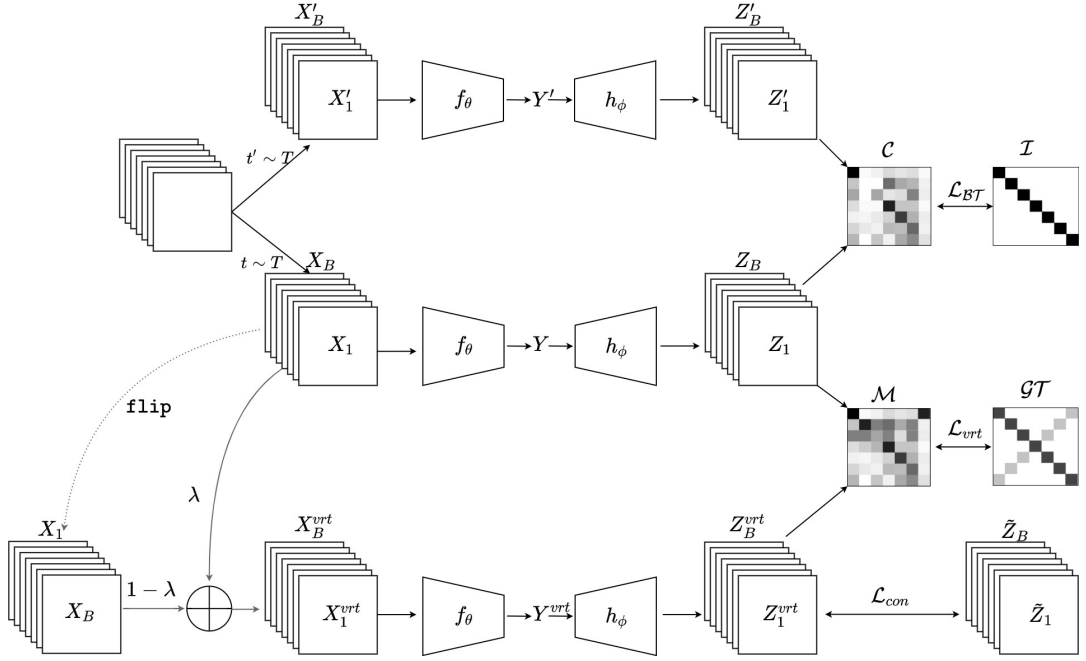 X'_B
X'_1
f_θ
Y'
h_ϕ
Z'_B
Z'_1
t' ∼ T
C
I
L_BT
t ∼ T
X_B
X_1
f_θ
Y
h_ϕ
Z_B
Z_1
flip
M
GT
L_vrt
λ
X_1
X_B
1 − λ
X_B^vrt
X_1^vrt
f_θ
Y^vrt
h_ϕ
Z_B^vrt
Z_1^vrt
L_con
Z̃_B
Z̃_1